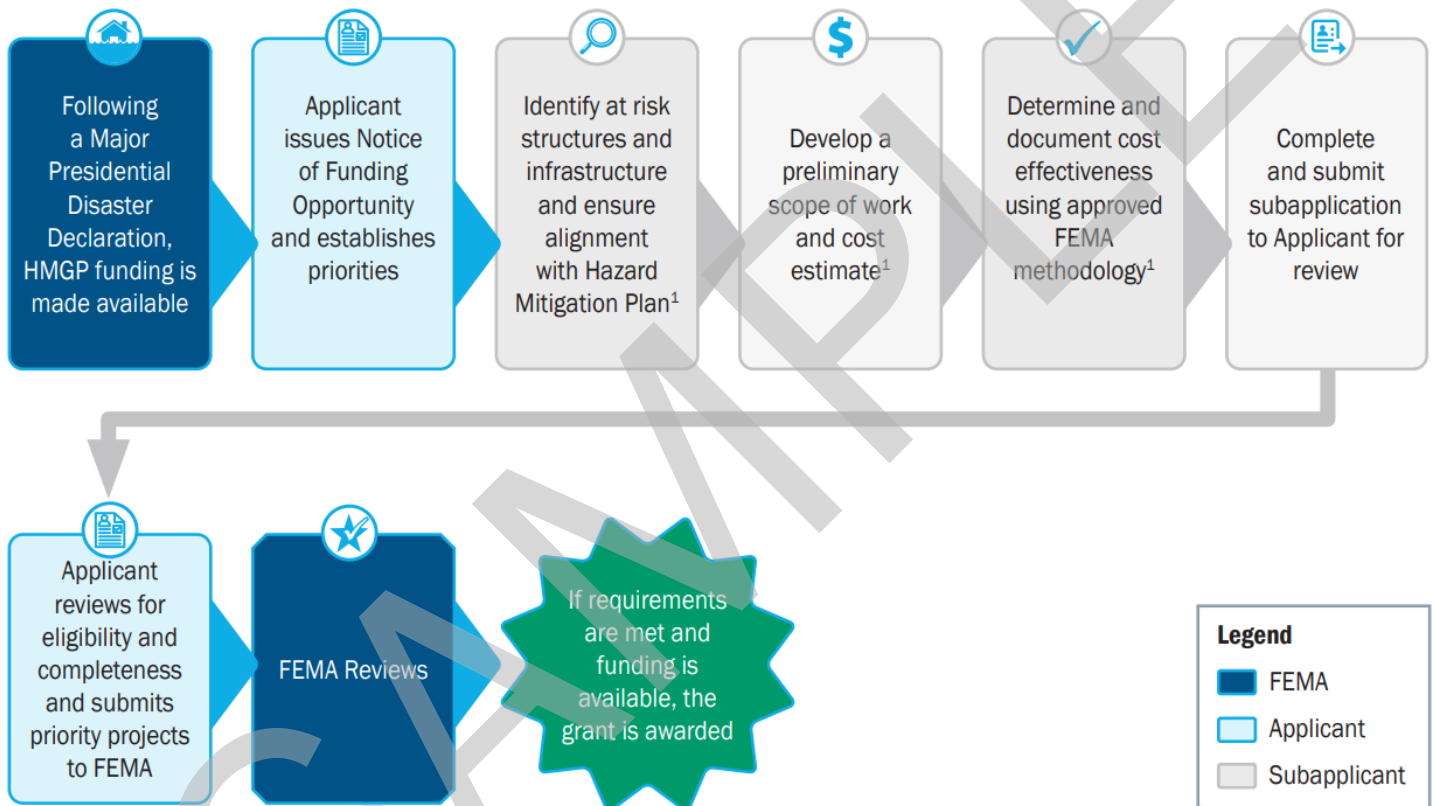 Following
a Major
Presidential
Disaster
Declaration,
HMGP funding is
made available
Applicant
issues Notice
of Funding
Opportunity
and establishes
priorities
Identify at risk
structures and
infrastructure
and ensure
alignment
with Hazard
Mitigation Plan¹
$
Develop a
preliminary
scope of work
and cost
estimate¹
Determine and
document cost
effectiveness
using approved
FEMA
methodology¹
Complete
and submit
subapplication
to Applicant for
review
Applicant
reviews for
eligibility and
completeness
and submits
priority projects
to FEMA
FEMA Reviews
If requirements
are met and
funding is
available, the
grant is awarded
Legend
FEMA
Applicant
Subapplicant
SAMPLE